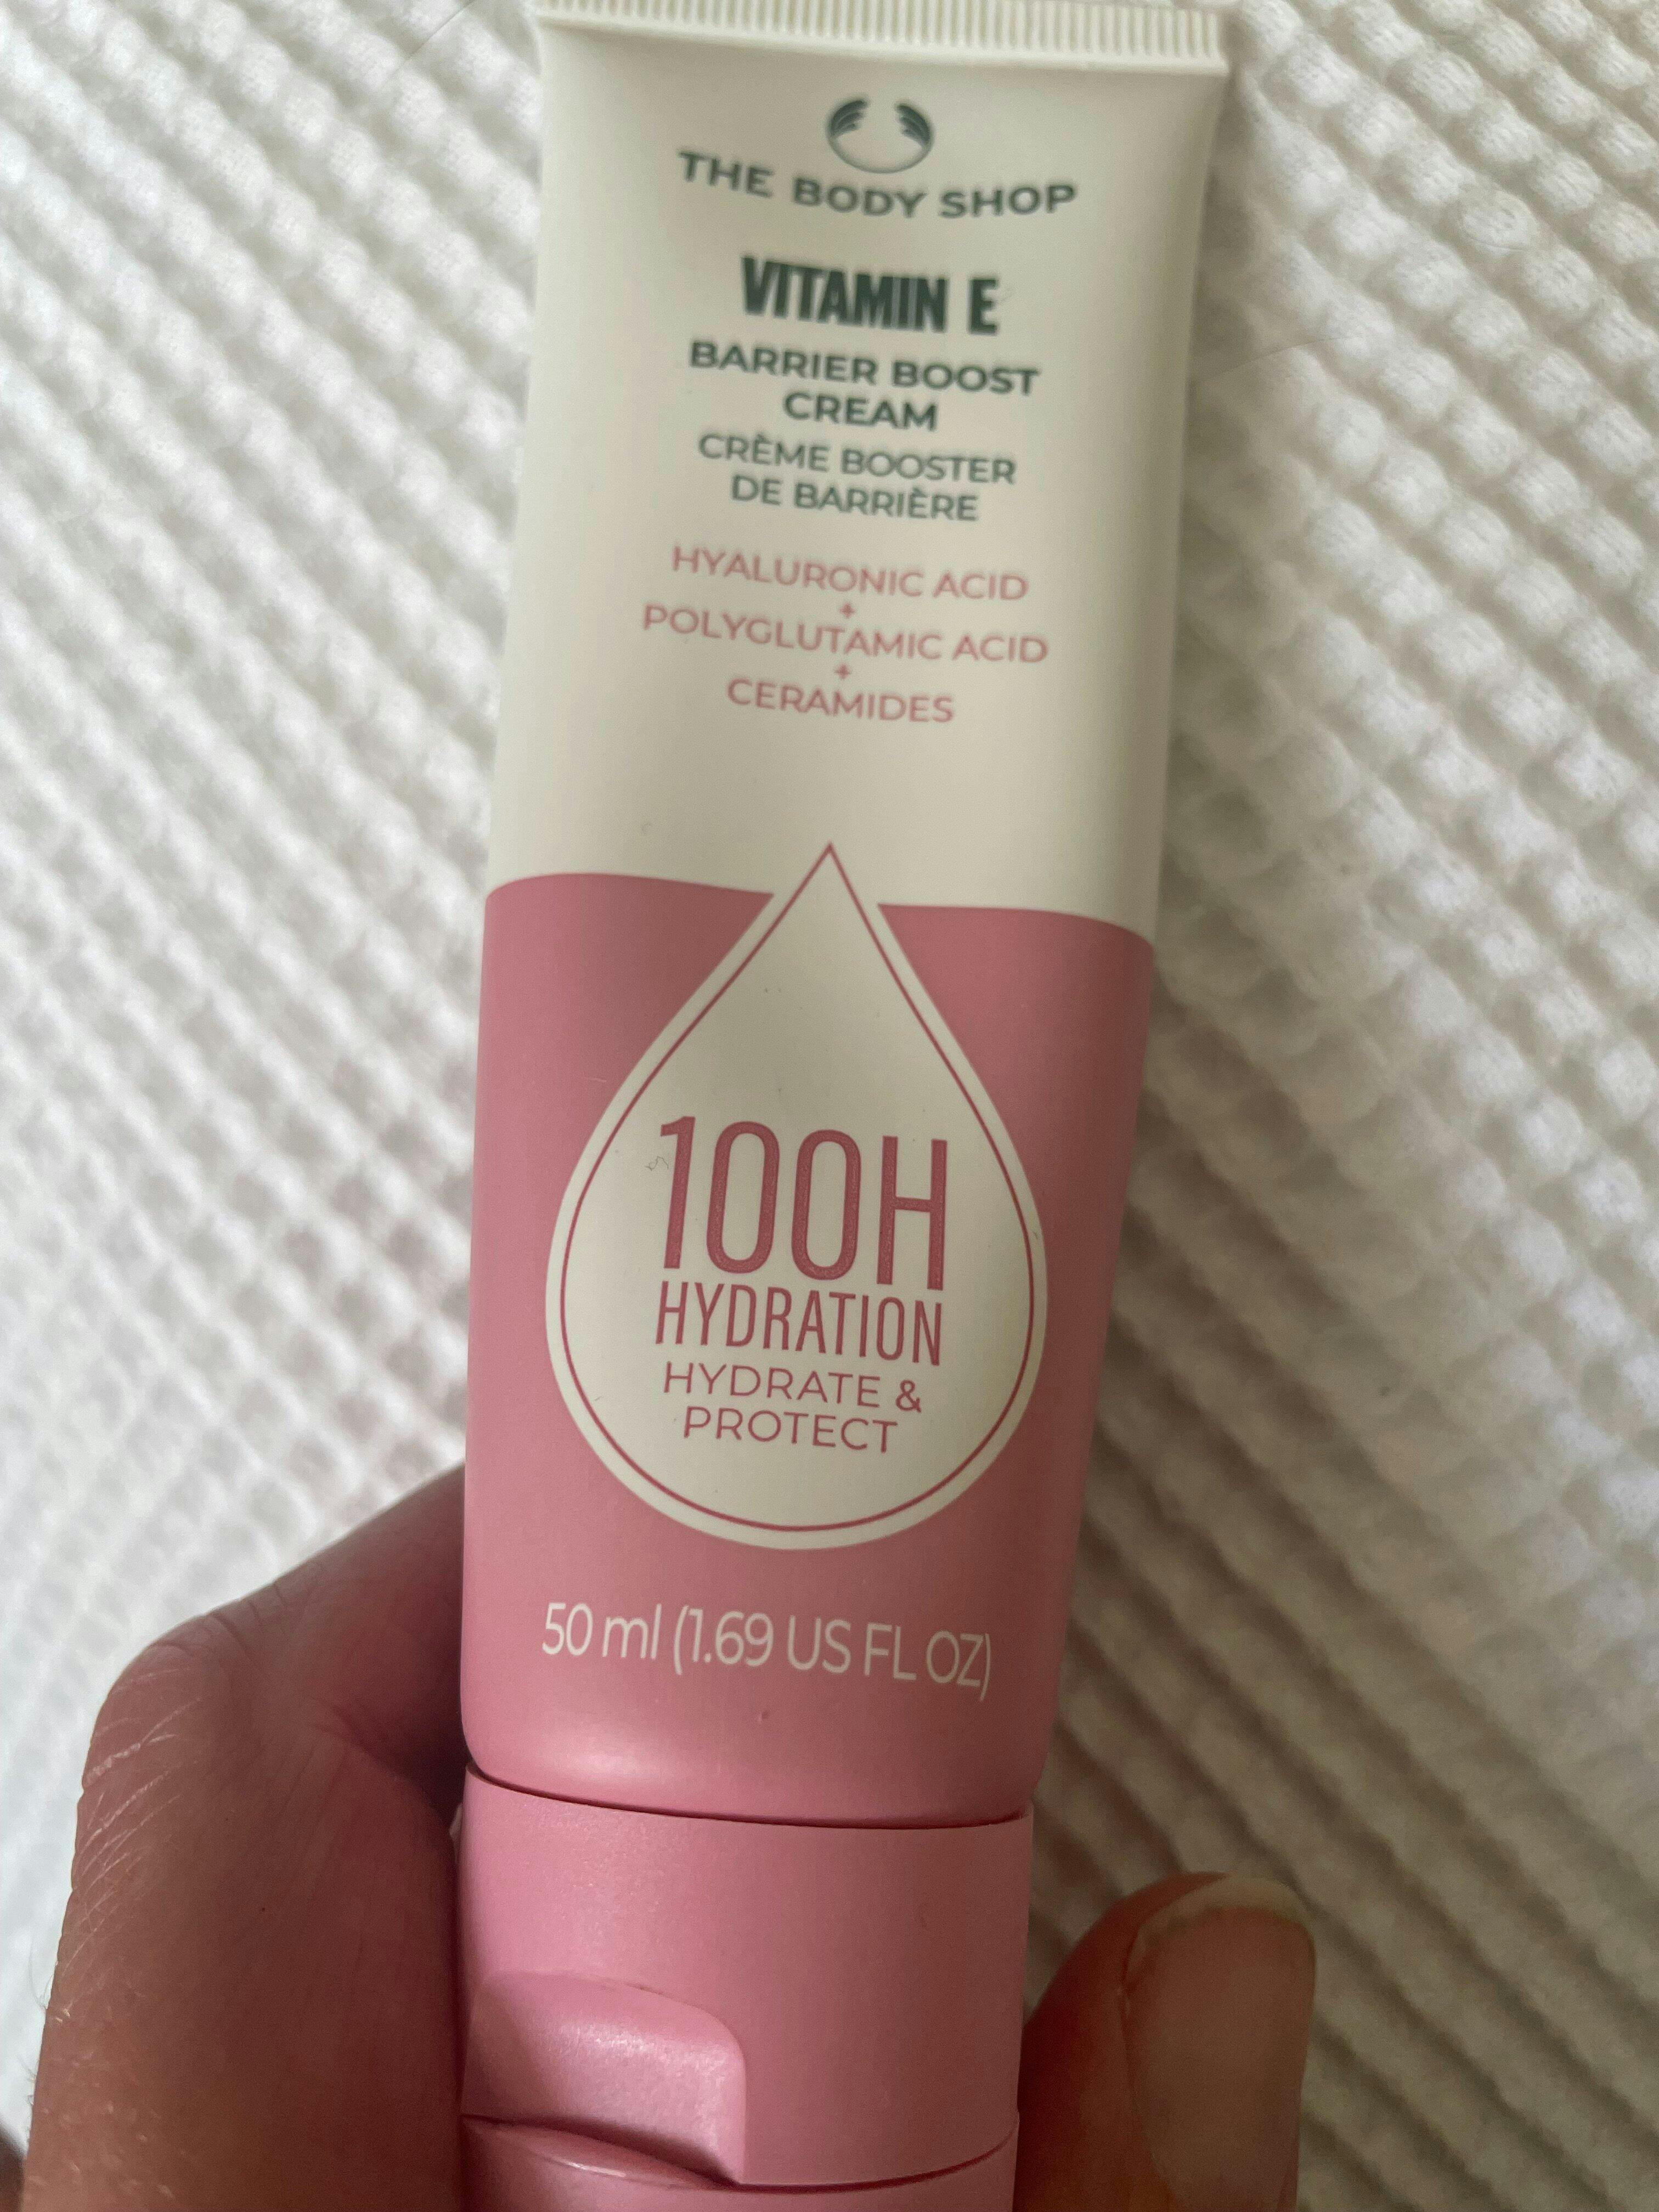 THE BODY SHOP
VITAMIN E
BARRIER BOOST
CREAM
CRÈME BOOSTER
DE BARRIÈRE
HYALURONIC ACID
+
POLYGLUTAMIC ACID
+
CERAMIDES
100H
HYDRATION
HYDRATE &
PROTECT
50 ml (1.69 US FL OZ)